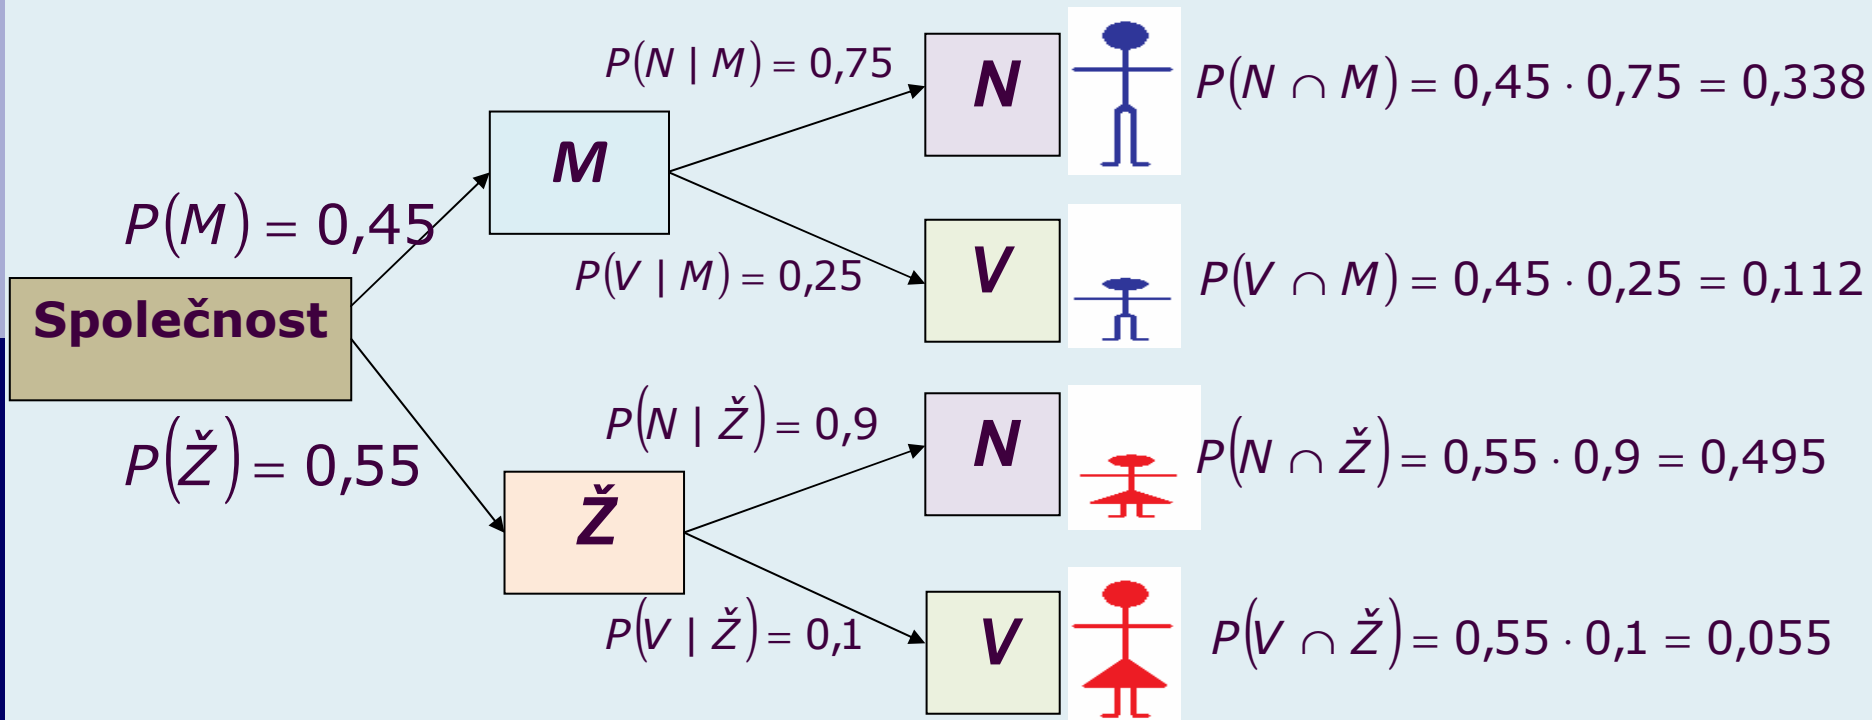 P(N | M) = 0,75
N
P(N ∩ M) = 0,45 · 0,75 = 0,338
M
P(M) = 0,45
V
P(V | M) = 0,25
P(V ∩ M) = 0,45 · 0,25 = 0,112
Společnost
P(N | Ž) = 0,9
N
P(N ∩ Ž) = 0,55 · 0,9 = 0,495
P(Ž) = 0,55
Ž
P(V | Ž) = 0,1
V
P(V ∩ Ž) = 0,55 · 0,1 = 0,055